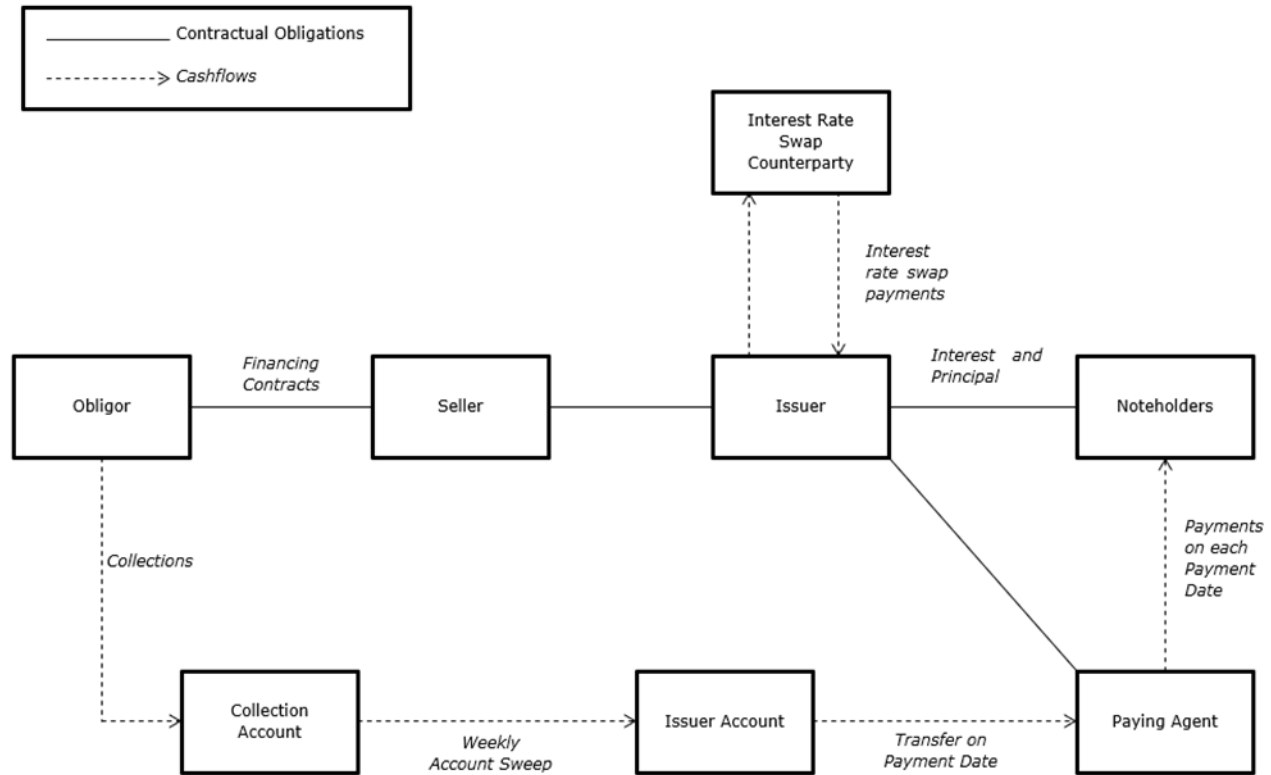 Contractual Obligations
Cashflows
Interest Rate
Swap
Counterparty
Interest
rate swap
payments
Financing
Contracts
Interest and
Principal
Obligor
Seller
Issuer
Noteholders
Collections
Payments
on each
Payment
Date
Collection
Account
Issuer Account
Paying Agent
Weekly
Account Sweep
Transfer on
Payment Date